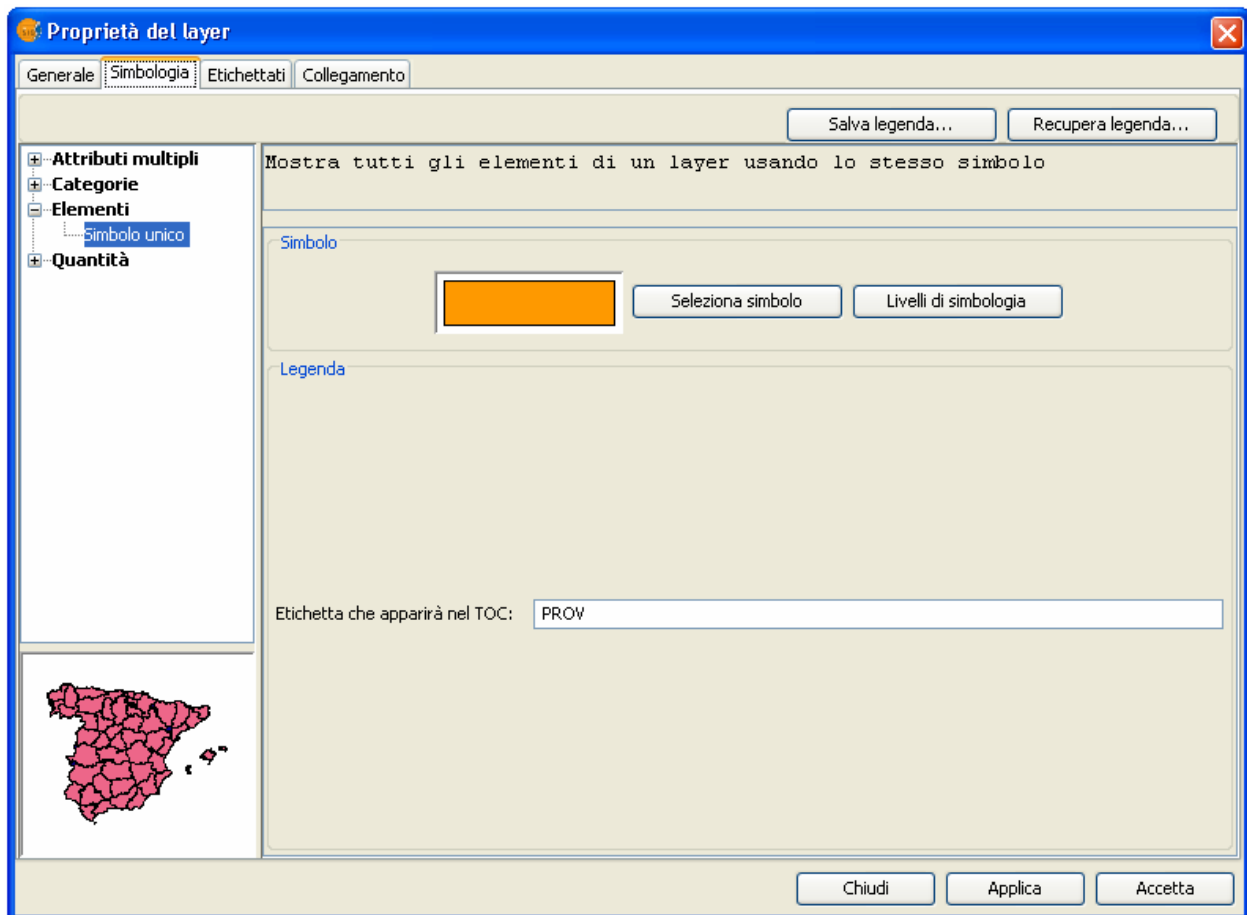 Proprietà del layer
Generale Simbologia Etichettati Collegamento
Salva legenda... Recupera legenda...
Attributi multipli
Categorie
Elementi
Simbolo unico
Quantità
Mostra tutti gli elementi di un layer usando lo stesso simbolo
Simbolo
Seleziona simbolo Livelli di simbologia
Legenda
Etichetta che apparirà nel TOC: PROV
Chiudi Applica Accetta